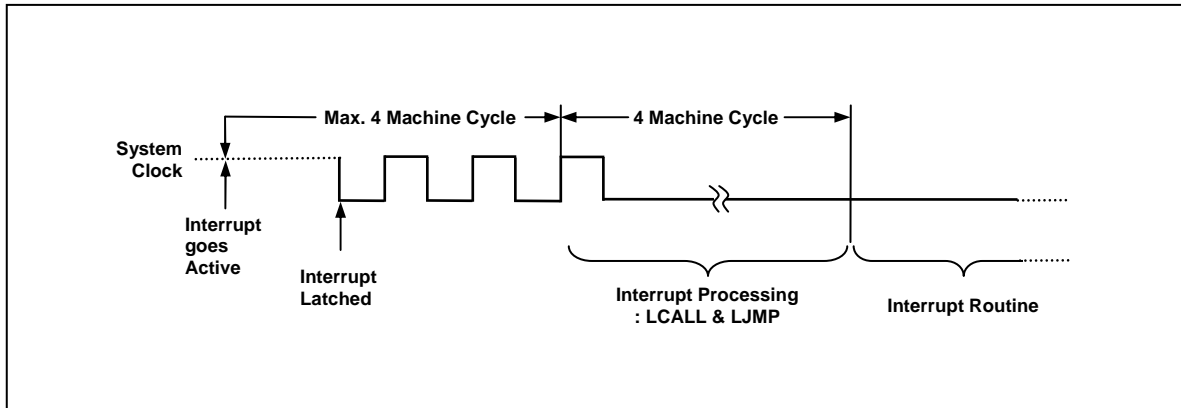 Max. 4 Machine Cycle
4 Machine Cycle
System
Clock
Interrupt
goes
Active
Interrupt
Latched
Interrupt Processing
: LCALL & LJMP
Interrupt Routine